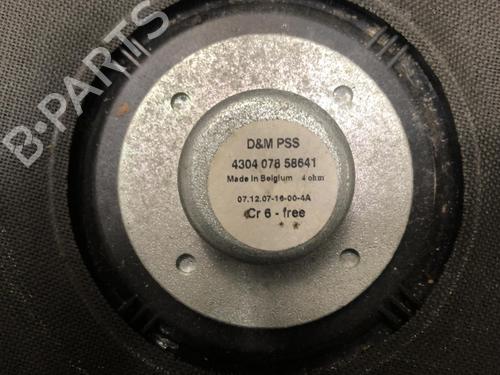 B-PARTS
D&M PSS
4304 078 58641
Made in Belgium 4 ohm
07.12.07-16-00-4A
Cr 6 - free